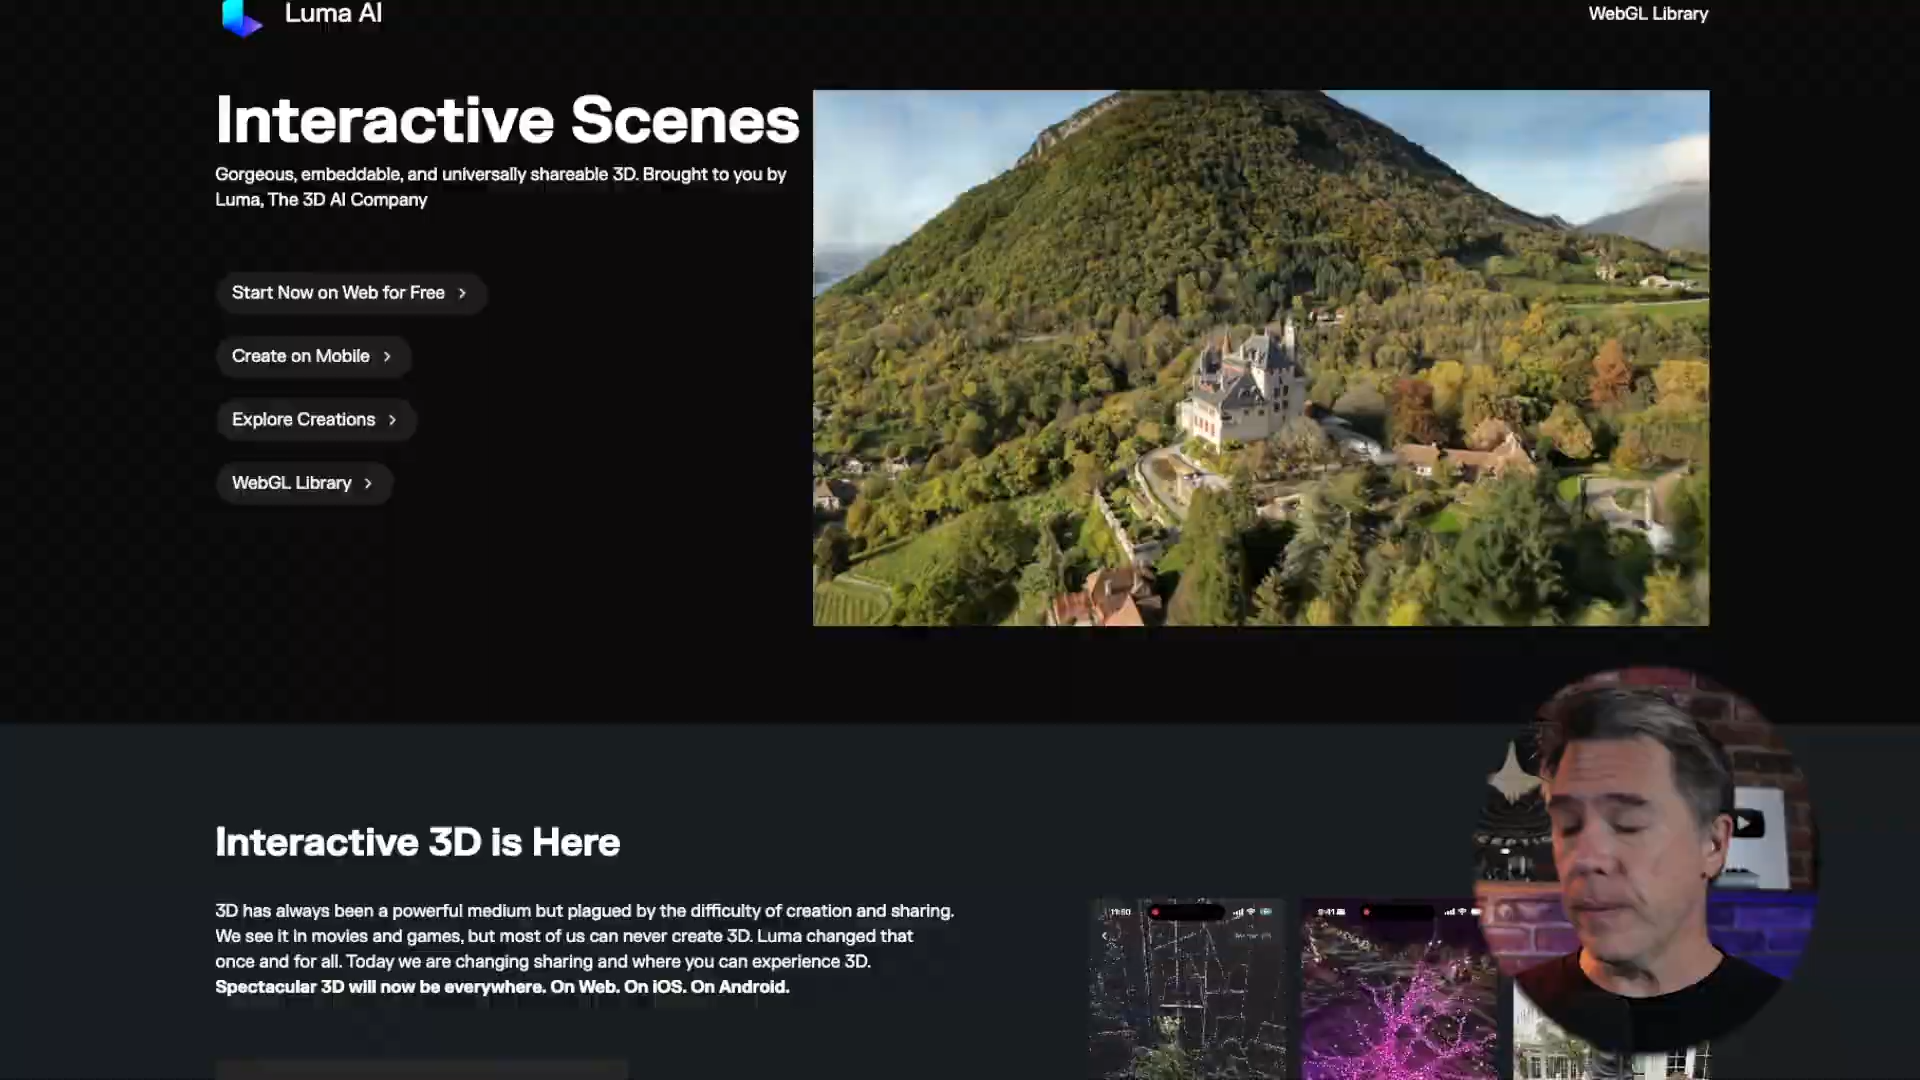 Luma AI
WebGL Library
Interactive Scenes
Gorgeous, embeddable, and universally shareable 3D. Brought to you by
Luma, The 3D AI Company
Start Now on Web for Free
Create on Mobile
Explore Creations
WebGL Library
Interactive 3D is Here
3D has always been a powerful medium but plagued by the difficulty of creation and sharing.
We see it in movies and games, but most of us can never create 3D. Luma changed that
once and for all. Today we are changing sharing and where you can experience 3D.
Spectacular 3D will now be everywhere. On Web. On iOS. On Android.
9:41